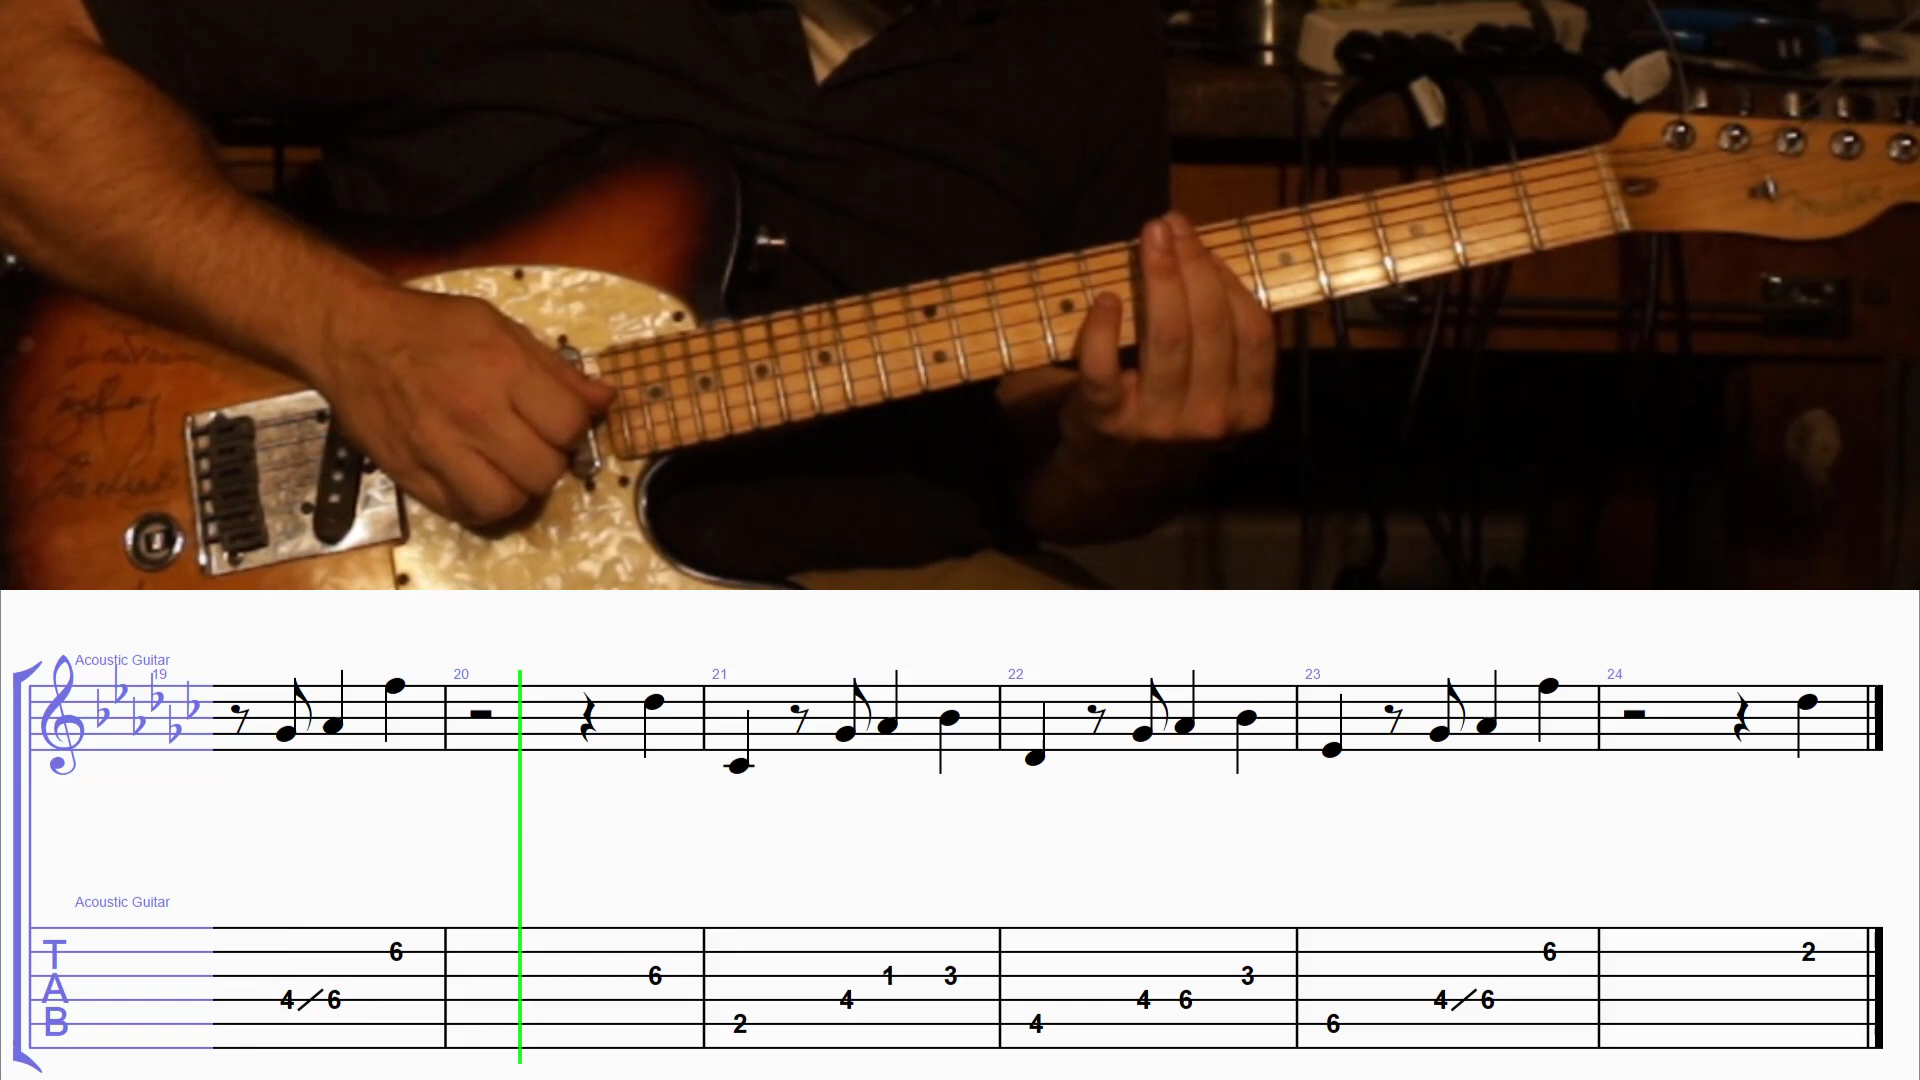 Acoustic Guitar
19 20 21 22 23 24
Acoustic Guitar
T
A
B
6 6 2
6 1 3 3
4 6 4 4 6 4 6
2 4 6